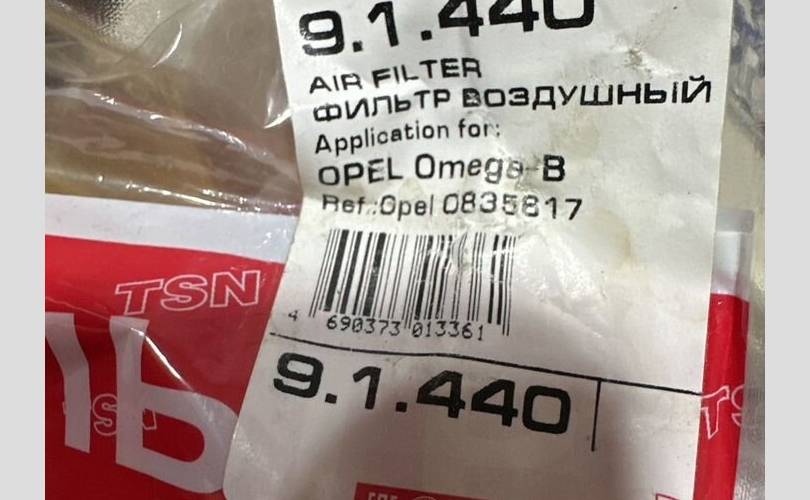 9.1.440
AIR FILTER
ФИЛЬТР ВОЗДУШНЫЙ
Application for:
OPEL Omega-B
Ref.:Opel 0835817
4 690373 013361
9.1.440
TSN
Ь
TS